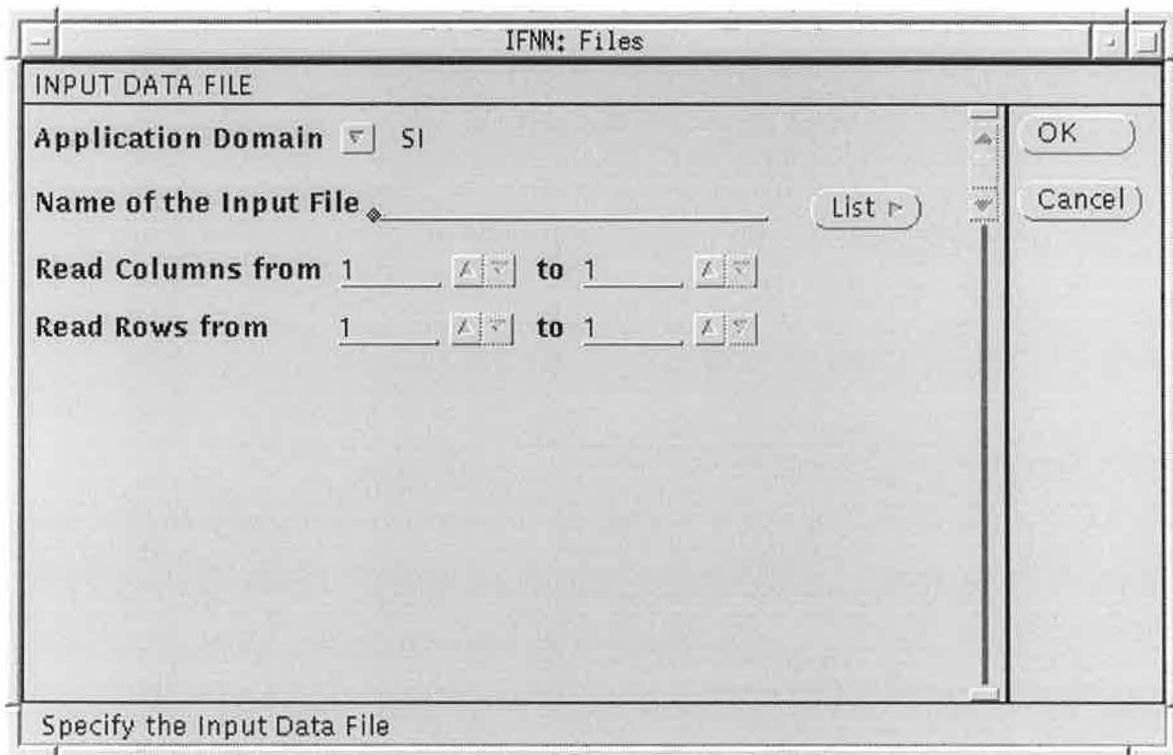 IFNN: Files
INPUT DATA FILE
Application Domain SI
OK
Name of the Input File List
Cancel
Read Columns from 1 to 1
Read Rows from 1 to 1
Specify the Input Data File